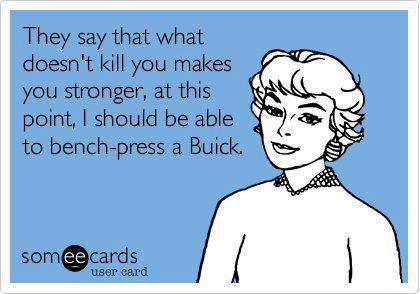 They say that what
doesn't kill you makes
you stronger, at this
point, I should be able
to bench-press a Buick.
someecards
user card